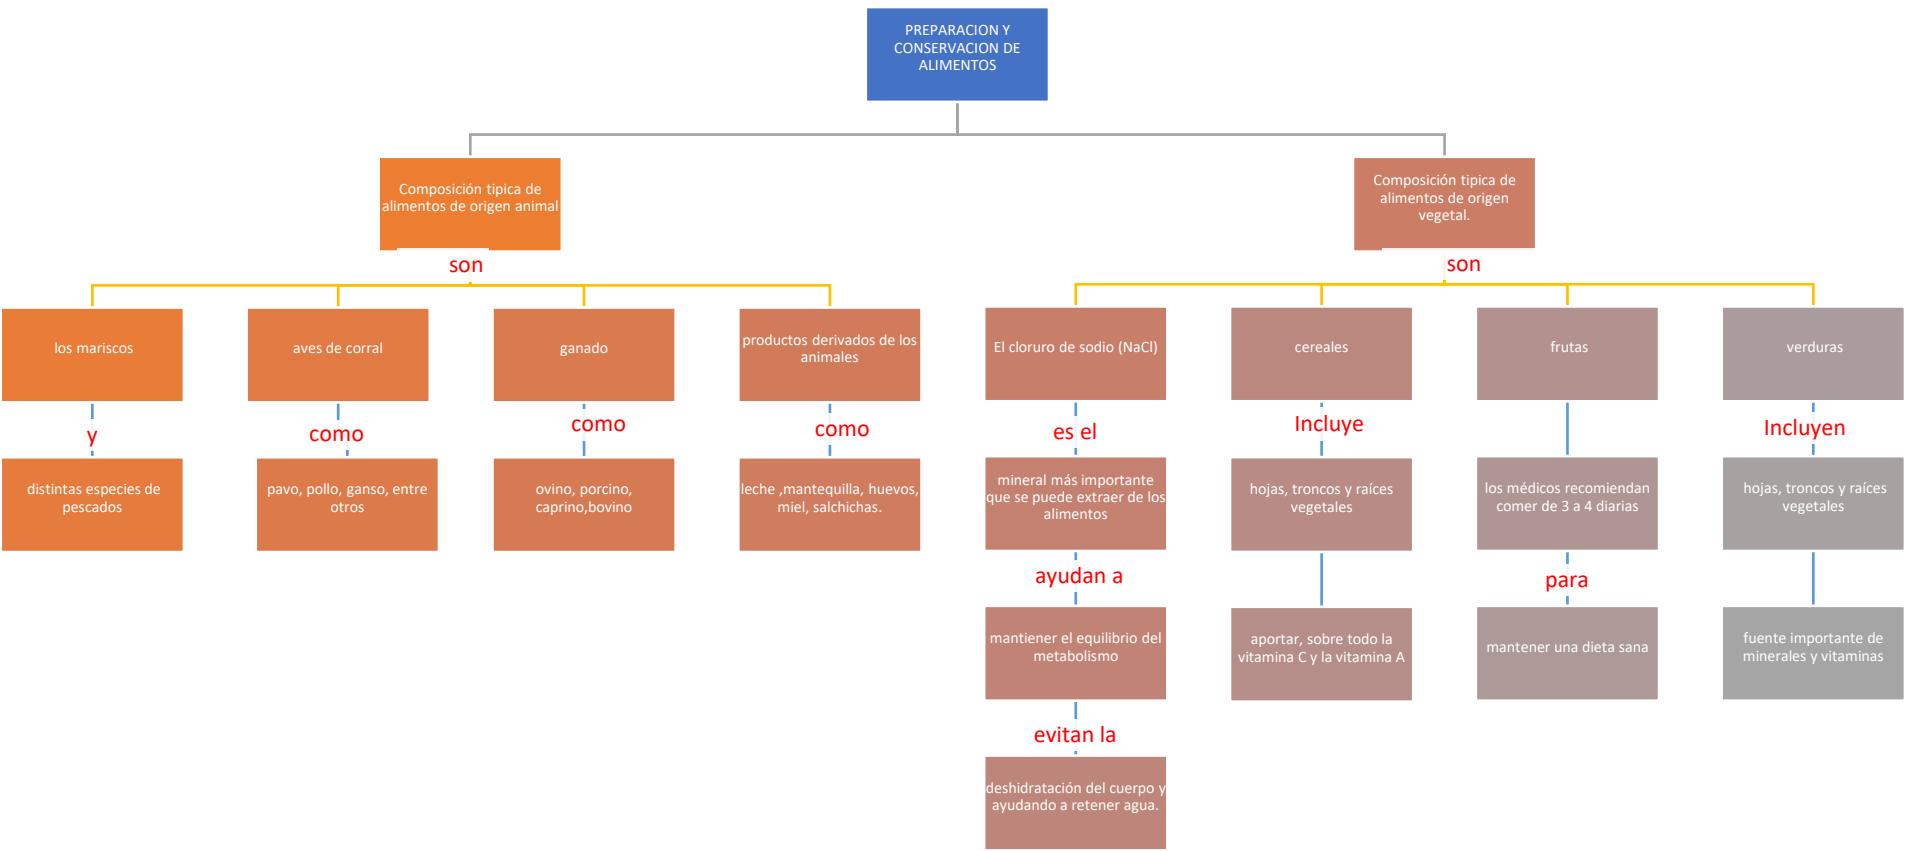 PREPARACION Y
CONSERVACION DE
ALIMENTOS
Composición tipica de
alimentos de origen animal
Composición tipica de
alimentos de origen
vegetal.
son
son
los mariscos
aves de corral
ganado
productos derivados de los
animales
El cloruro de sodio (NaCl)
cereales
frutas
verduras
y
como
como
como
es el
Incluye
Incluyen
distintas especies de
pescados
pavo, pollo, ganso, entre
otros
ovino, porcino,
caprino,bovino
leche ,mantequilla, huevos,
miel, salchichas.
mineral más importante
que se puede extraer de los
alimentos
hojas, troncos y raíces
vegetales
los médicos recomiendan
comer de 3 a 4 diarias
hojas, troncos y raíces
vegetales
ayudan a
para
mantiener el equilibrio del
metabolismo
aportar, sobre todo la
vitamina C y la vitamina A
mantener una dieta sana
fuente importante de
minerales y vitaminas
evitan la
deshidratación del cuerpo y
ayudando a retener agua.